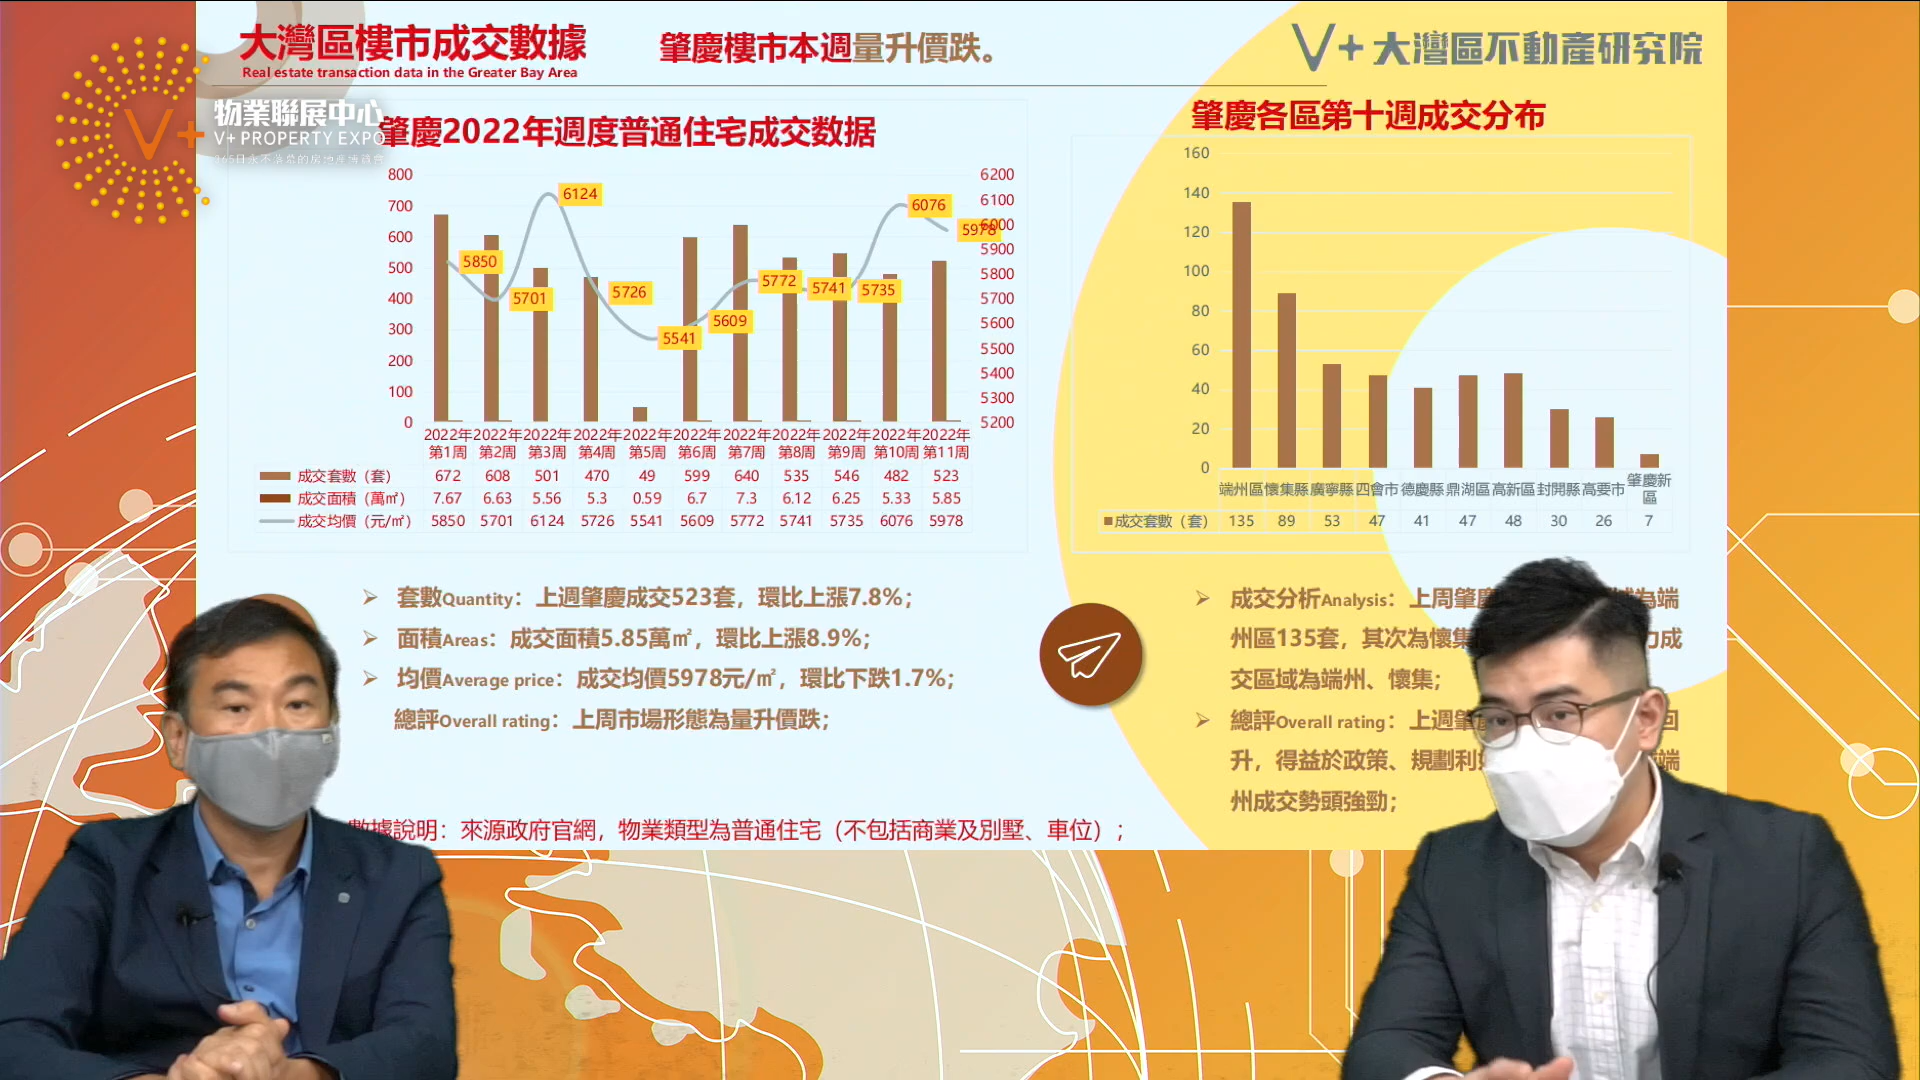 大灣區樓市成交數據
Real estate transaction data in the Greater Bay Area
肇慶樓市本週量升價跌。
V+大灣區不動產研究院
物業聯展中心
V+ PROPERTY EXPO
365日永不落幕的房地產博覽會
肇慶2022年週度普通住宅成交数据
800 700 600 500 400 300 200 100 0
6200 6100 6000 5900 5800 5700 5600 5500 5400 5300 5200
5850 5701 6124 5726 5541 5609 5772 5741 5735 6076 5978
2022年第1周 2022年第2周 2022年第3周 2022年第4周 2022年第5周 2022年第6周 2022年第7周 2022年第8周 2022年第9周 2022年第10周 2022年第11周
成交套數（套） 672 608 501 470 49 599 640 535 546 482 523
成交面積（萬㎡） 7.67 6.63 5.56 5.3 0.59 6.7 7.3 6.12 6.25 5.33 5.85
成交均價（元/㎡） 5850 5701 6124 5726 5541 5609 5772 5741 5735 6076 5978
肇慶各區第十週成交分布
160 140 120 100 80 60 40 20 0
端州區 懷集縣 廣寧縣 四會市 德慶縣 鼎湖區 高新區 封開縣 高要市 肇慶新區
成交套數（套） 135 89 53 47 41 47 48 30 26 7
套數Quantity：上週肇慶成交523套，環比上漲7.8%；
面積Areas：成交面積5.85萬㎡，環比上漲8.9%；
均價Average price：成交均價5978元/㎡，環比下跌1.7%；
總評Overall rating：上周市場形態為量升價跌；
成交分析Analysis：上周肇慶 為端
州區135套，其次為懷集 力成
交區域為端州、懷集；
總評Overall rating：上週肇 回
升，得益於政策、規劃利 端
州成交勢頭強勁；
數據說明：來源政府官網，物業類型為普通住宅（不包括商業及別墅、車位）；